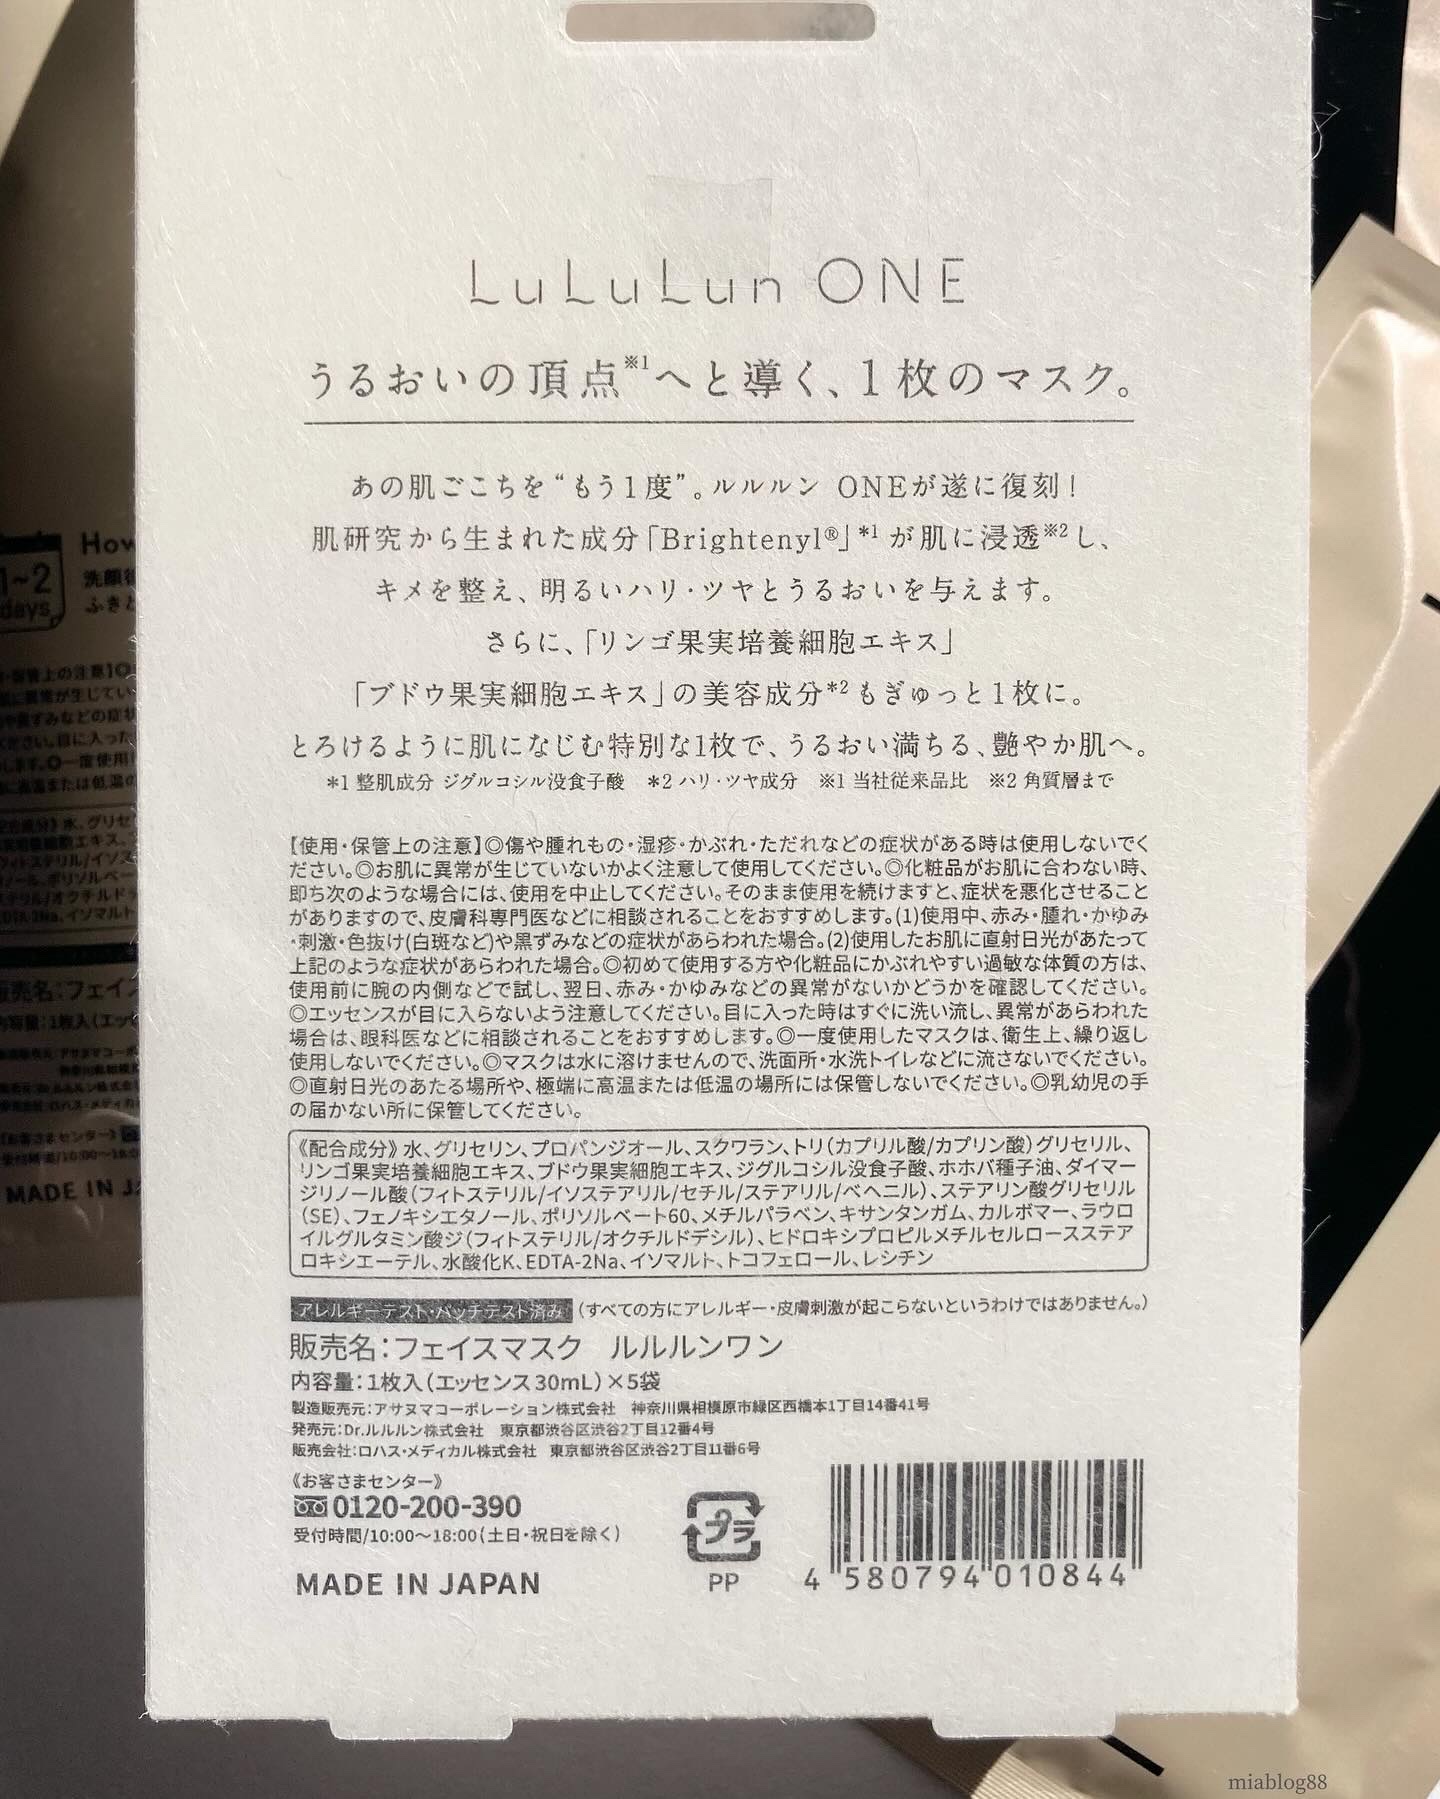 LuLuLun ONE
うるおいの頂点※1へと導く、1枚のマスク。
あの肌ごこちを“もう1度”。ルルルン ONEが遂に復刻!
肌研究から生まれた成分「Brightenyl®」*1が肌に浸透※2し、
キメを整え、明るいハリ・ツヤとうるおいを与えます。
さらに、「リンゴ果実培養細胞エキス」
「ブドウ果実細胞エキス」の美容成分*2もぎゅっと1枚に。
とろけるように肌になじむ特別な1枚で、うるおい満ちる、艶やか肌へ。
*1 整肌成分 ジグルコシル没食子酸 *2 ハリ・ツヤ成分 ※1 当社従来品比 ※2 角質層まで
【使用・保管上の注意】◎傷や腫れもの・湿疹・かぶれ・ただれなどの症状がある時は使用しないでく
ださい。◎お肌に異常が生じていないかよく注意して使用してください。◎化粧品がお肌に合わない時、
即ち次のような場合には、使用を中止してください。そのまま使用を続けますと、症状を悪化させること
がありますので、皮膚科専門医などに相談されることをおすすめします。(1)使用中、赤み・腫れ・かゆみ
・刺激・色抜け(白斑など)や黒ずみなどの症状があらわれた場合。(2)使用したお肌に直射日光があたって
上記のような症状があらわれた場合。◎初めて使用する方や化粧品にかぶれやすい過敏な体質の方は、
使用前に腕の内側などで試し、翌日、赤み・かゆみなどの異常がないかどうかを確認してください。
◎エッセンスが目に入らないよう注意してください。目に入った時はすぐに洗い流し、異常があらわれた
場合は、眼科医などに相談されることをおすすめします。◎一度使用したマスクは、衛生上、繰り返し
使用しないでください。◎マスクは水に溶けませんので、洗面所・水洗トイレなどに流さないでください。
◎直射日光のあたる場所や、極端に高温または低温の場所には保管しないでください。◎乳幼児の手
の届かない所に保管してください。
《配合成分》水、グリセリン、プロパンジオール、スクワラン、トリ(カプリル酸/カプリン酸)グリセリル、
リンゴ果実培養細胞エキス、ブドウ果実細胞エキス、ジグルコシル没食子酸、ホホバ種子油、ダイマー
ジリノール酸(フィトステリル/イソステアリル/セチル/ステアリル/ベヘニル)、ステアリン酸グリセリル
(SE)、フェノキシエタノール、ポリソルベート60、メチルパラベン、キサンタンガム、カルボマー、ラウロ
イルグルタミン酸ジ(フィトステリル/オクチルドデシル)、ヒドロキシプロピルメチルセルロースステア
ロキシエーテル、水酸化K、EDTA-2Na、イソマルト、トコフェロール、レシチン
アレルギーテスト・パッチテスト済み (すべての方にアレルギー・皮膚刺激が起こらないというわけではありません。)
販売名:フェイスマスク ルルルンワン
内容量:1枚入(エッセンス30mL)×5袋
製造販売元:アサヌマコーポレーション株式会社 神奈川県相模原市緑区西橋本1丁目14番41号
発売元:Dr.ルルルン株式会社 東京都渋谷区渋谷2丁目12番4号
販売会社:ロハス・メディカル株式会社 東京都渋谷区渋谷2丁目11番6号
《お客さまセンター》
0120-200-390
受付時間/10:00〜18:00(土日・祝日を除く)
MADE IN JAPAN
プラ
PP
4 580794 010844
How
1~2
days
洗顔
ふき
MADE IN J
miablog88